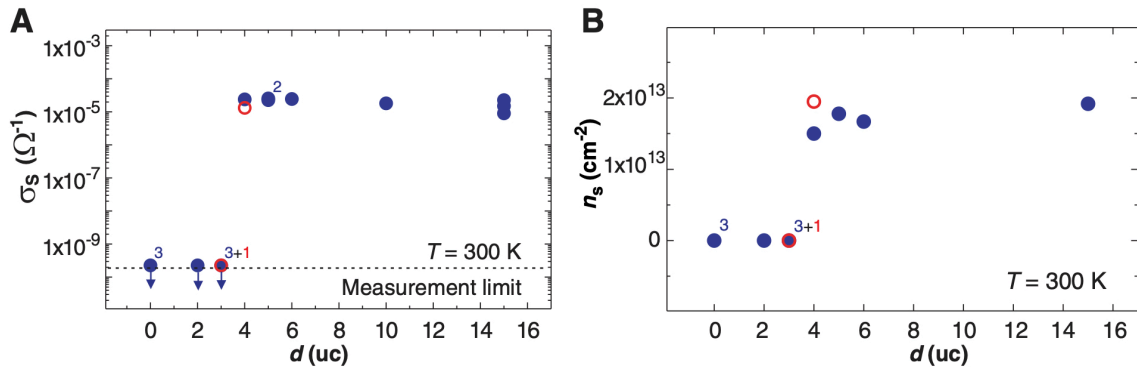 A
B
1x10⁻³
1x10⁻⁵
1x10⁻⁷
1x10⁻⁹
σS (Ω⁻¹)
2
3
3+1
T = 300 K
Measurement limit
0 2 4 6 8 10 12 14 16
d (uc)
2x10¹³
1x10¹³
0
ns (cm⁻²)
3
3+1
T = 300 K
0 2 4 6 8 10 12 14 16
d (uc)